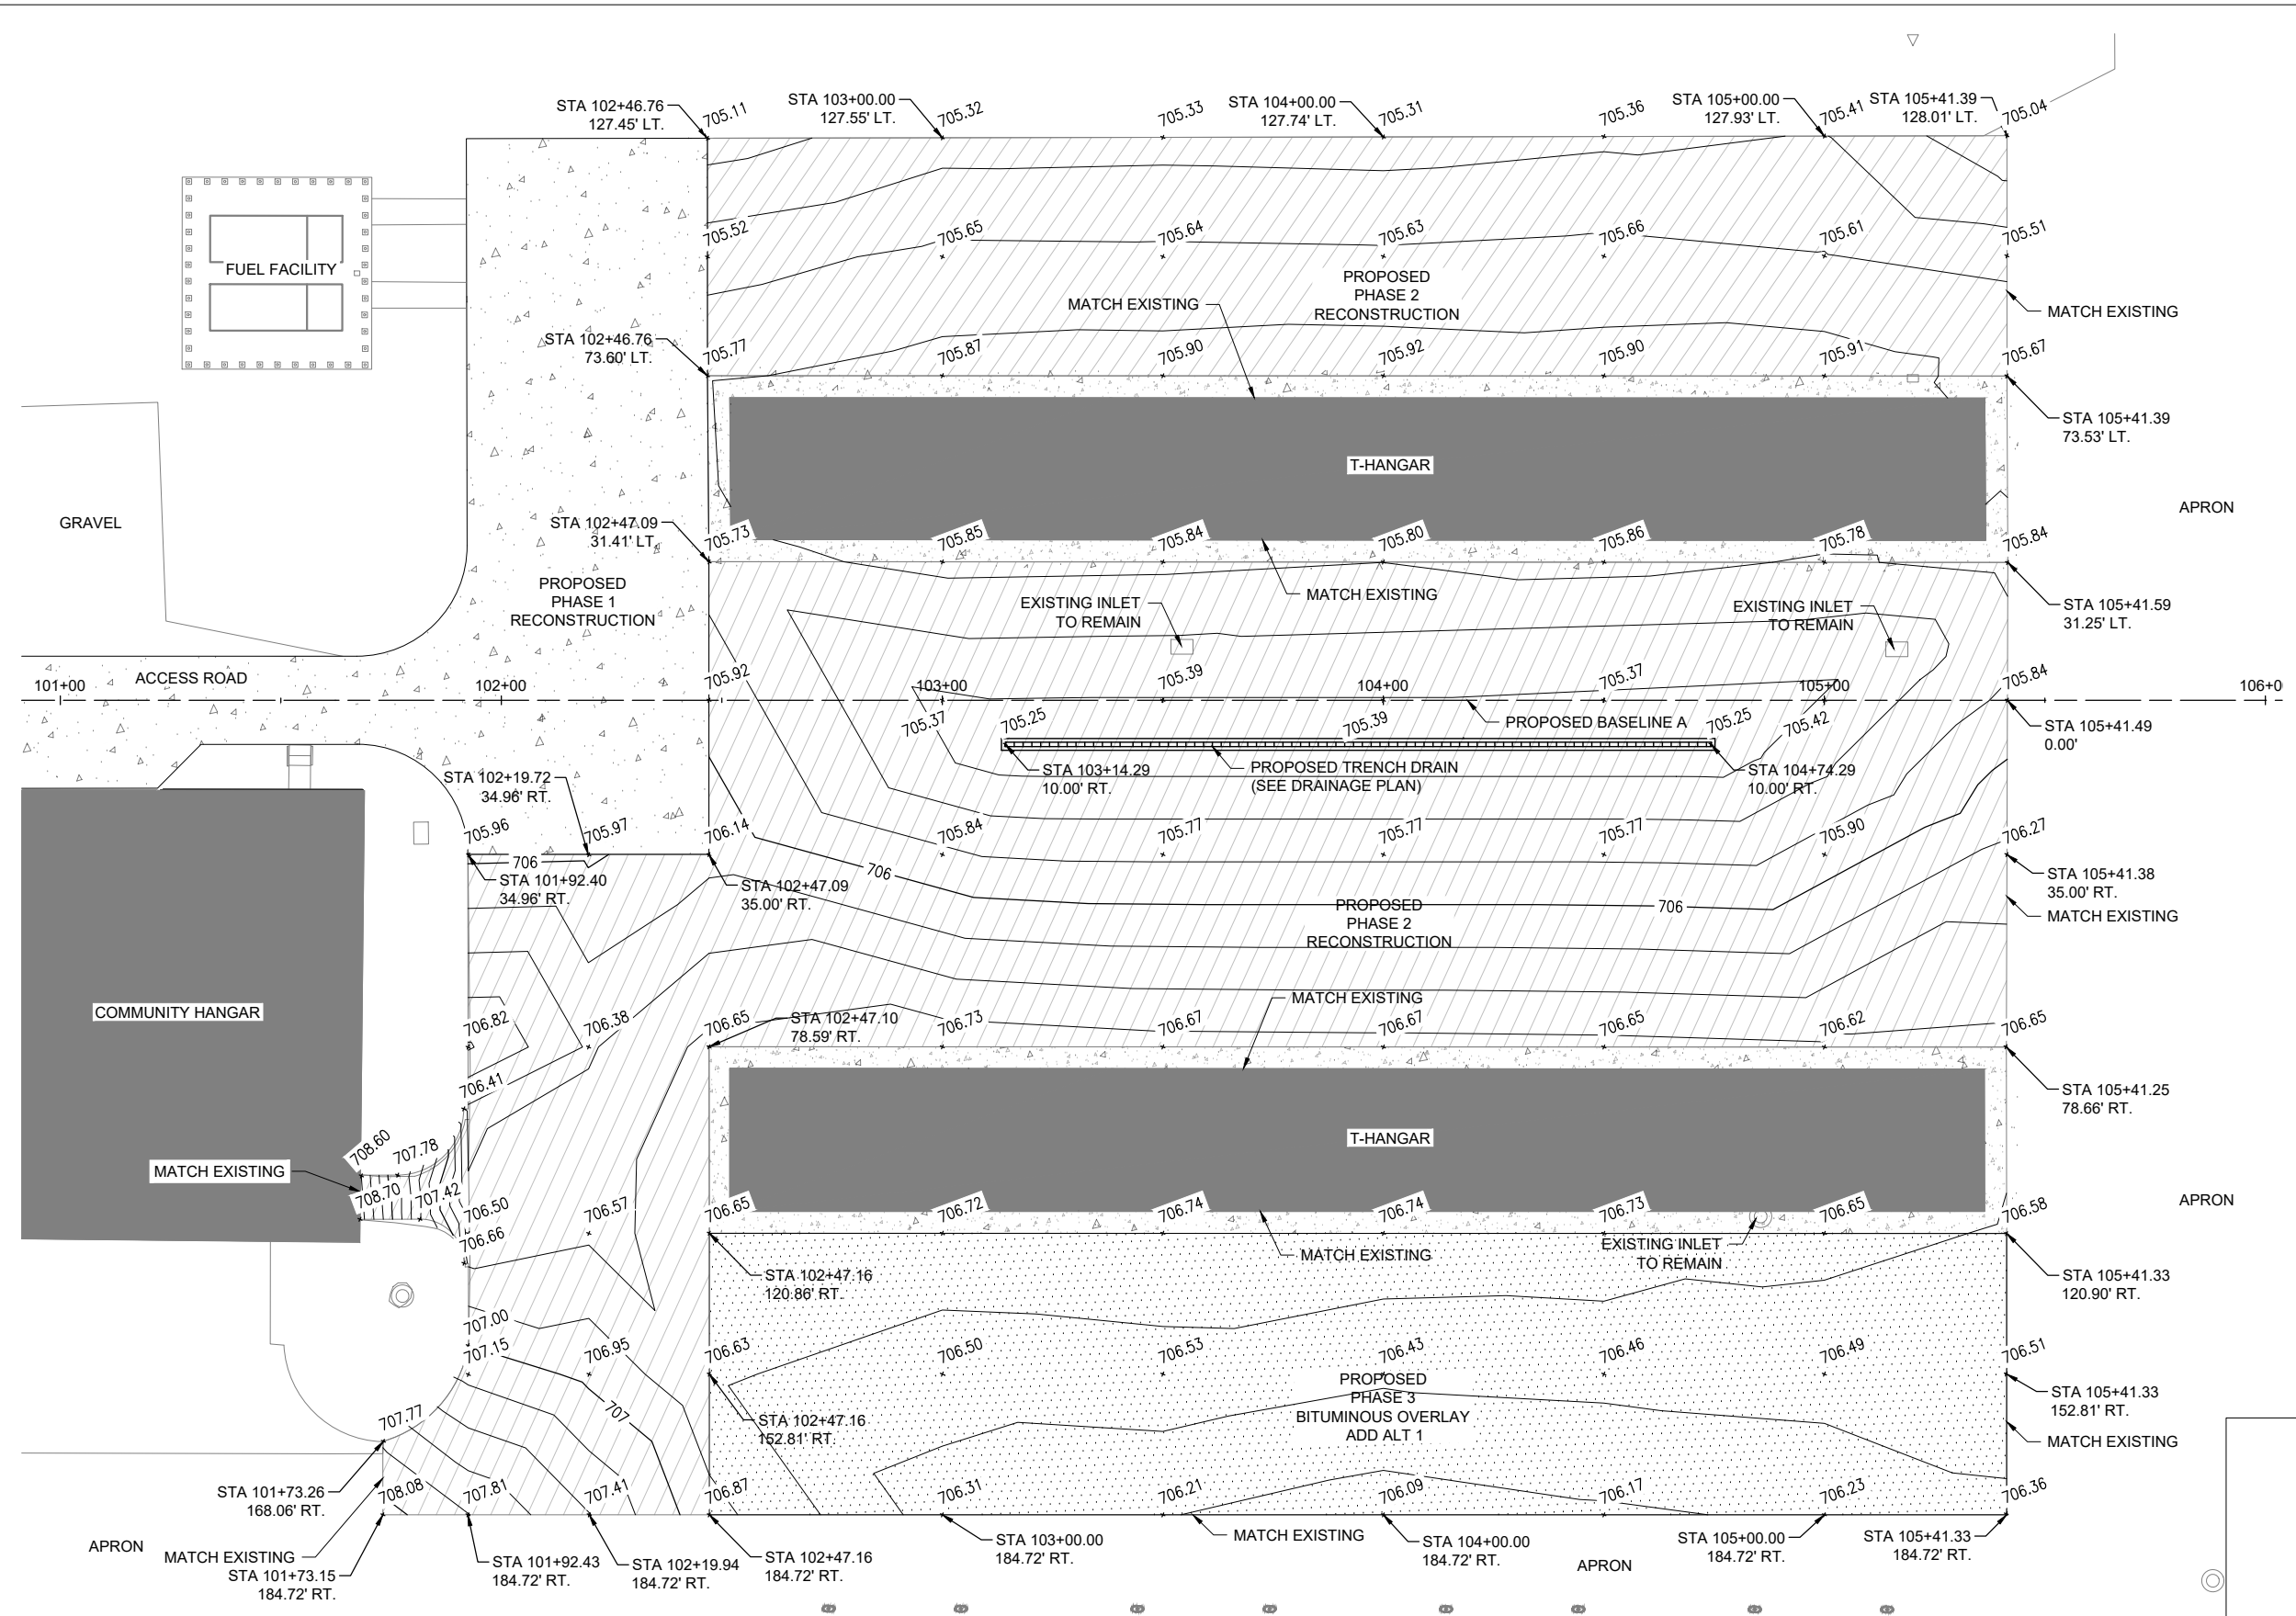 STA 102+46.76
127.45' LT.
705.11
STA 103+00.00
127.55' LT.
705.32
705.33
STA 104+00.00
127.74' LT.
705.31
705.36
STA 105+00.00
127.93' LT.
705.41
STA 105+41.39
128.01' LT.
705.04
705.52
705.65
705.64
705.63
705.66
705.61
705.51
FUEL FACILITY
PROPOSED
PHASE 2
RECONSTRUCTION
MATCH EXISTING
MATCH EXISTING
STA 102+46.76
73.60' LT.
705.77
705.87
705.90
705.92
705.90
705.91
705.67
STA 105+41.39
73.53' LT.
T-HANGAR
GRAVEL
APRON
STA 102+47.09
31.41' LT.
705.73
705.85
705.84
705.80
705.86
705.78
705.84
PROPOSED
PHASE 1
RECONSTRUCTION
MATCH EXISTING
EXISTING INLET
TO REMAIN
EXISTING INLET
TO REMAIN
STA 105+41.59
31.25' LT.
ACCESS ROAD
101+00
102+00
705.92
103+00
705.39
104+00
705.37
105+00
705.84
106+0
705.37
705.25
705.39
PROPOSED BASELINE A
705.25
705.42
STA 105+41.49
0.00'
STA 103+14.29
10.00' RT.
PROPOSED TRENCH DRAIN
(SEE DRAINAGE PLAN)
STA 104+74.29
10.00' RT.
STA 102+19.72
34.96' RT.
705.96
705.97
706.14
705.84
705.77
705.77
705.77
705.90
706.27
706
STA 101+92.40
34.96' RT.
STA 102+47.09
35.00' RT.
706
706
STA 105+41.38
35.00' RT.
PROPOSED
PHASE 2
RECONSTRUCTION
MATCH EXISTING
COMMUNITY HANGAR
MATCH EXISTING
706.82
706.38
706.65
STA 102+47.10
78.59' RT.
706.73
706.67
706.67
706.65
706.62
706.65
706.41
STA 105+41.25
78.66' RT.
T-HANGAR
708.60
707.78
MATCH EXISTING
708.70
707.42
706.50
706.57
706.65
706.72
706.74
706.74
706.73
706.65
706.58
APRON
706.66
MATCH EXISTING
EXISTING INLET
TO REMAIN
STA 102+47.16
120.86' RT.
STA 105+41.33
120.90' RT.
707.00
707.15
706.95
706.63
706.50
706.53
706.43
706.46
706.49
706.51
PROPOSED
PHASE 3
BITUMINOUS OVERLAY
ADD ALT 1
707
707.77
STA 102+47.16
152.81' RT.
STA 105+41.33
152.81' RT.
MATCH EXISTING
STA 101+73.26
168.06' RT.
708.08
707.81
707.41
706.87
706.31
706.21
706.09
706.17
706.23
706.36
APRON
MATCH EXISTING
STA 101+73.15
184.72' RT.
STA 101+92.43
184.72' RT.
STA 102+19.94
184.72' RT.
STA 102+47.16
184.72' RT.
STA 103+00.00
184.72' RT.
MATCH EXISTING
STA 104+00.00
184.72' RT.
APRON
STA 105+00.00
184.72' RT.
STA 105+41.33
184.72' RT.